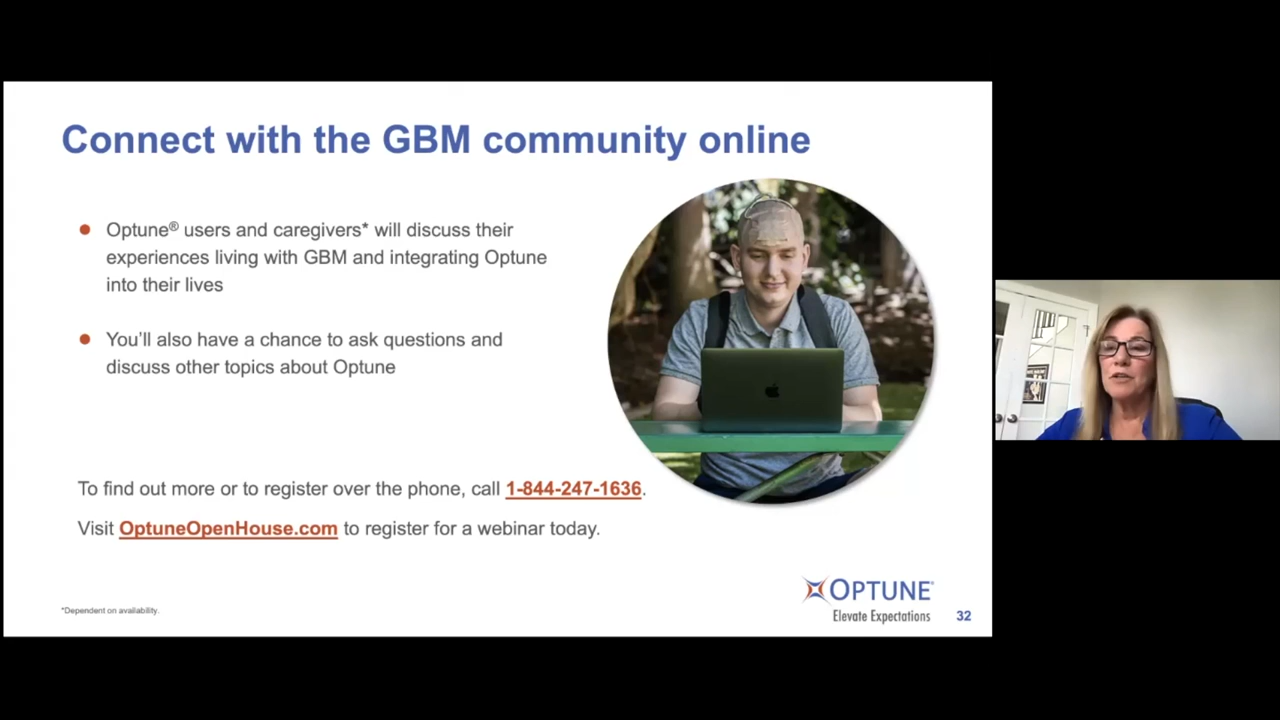 Connect with the GBM community online
Optune® users and caregivers* will discuss their
experiences living with GBM and integrating Optune
into their lives
You’ll also have a chance to ask questions and
discuss other topics about Optune
To find out more or to register over the phone, call 1-844-247-1636.
Visit OptuneOpenHouse.com to register for a webinar today.
OPTUNE®
Elevate Expectations
32
*Dependent on availability.